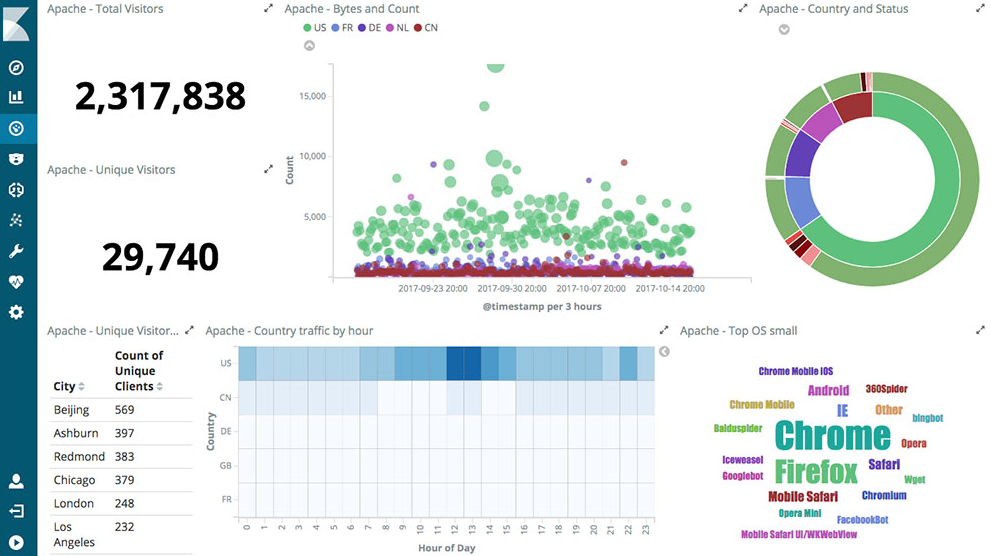 Apache - Total Visitors
2,317,838
Apache - Unique Visitors
29,740
Apache - Bytes and Count
US FR DE NL CN
Count
15,000
10,000
5,000
2017-09-23 20:00 2017-09-30 20:00 2017-10-07 20:00 2017-10-14 20:00
@timestamp per 3 hours
Apache - Country and Status
Apache - Unique Visitor...
City Count of Unique Clients
Beijing 569
Ashburn 397
Redmond 383
Chicago 379
London 248
Los Angeles 232
Apache - Country traffic by hour
Country
US
CN
DE
GB
FR
0 1 2 3 4 5 6 7 8 9 10 11 12 13 14 15 16 17 18 19 20 21 22 23
Hour of Day
Apache - Top OS small
Chrome Mobile iOS
Android 360Spider
Chrome Mobile IE Other bingbot
Baiduspider Chrome Opera
Iceweasel Firefox Safari
Googlebot Wget
Mobile Safari Chromium
Opera Mini FacebookBot
Mobile Safari UI/WKWebView